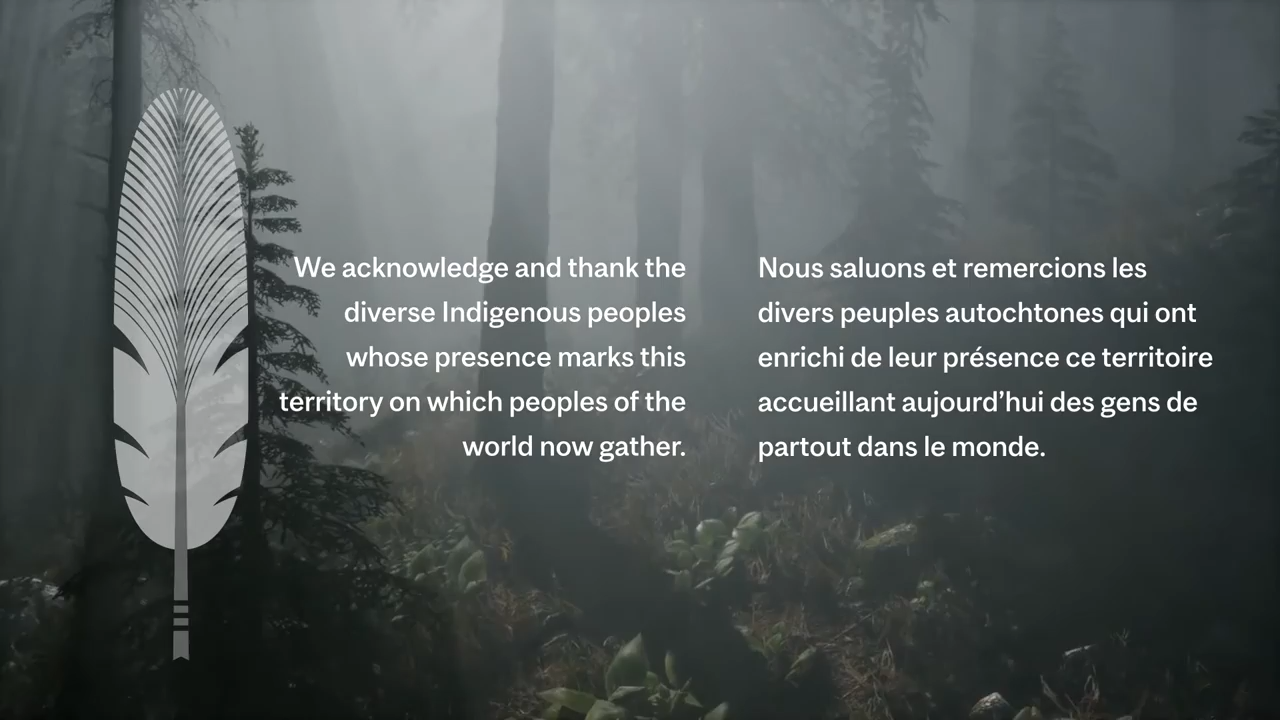 We acknowledge and thank the
diverse Indigenous peoples
whose presence marks this
territory on which peoples of the
world now gather.
Nous saluons et remercions les
divers peuples autochtones qui ont
enrichi de leur présence ce territoire
accueillant aujourd’hui des gens de
partout dans le monde.